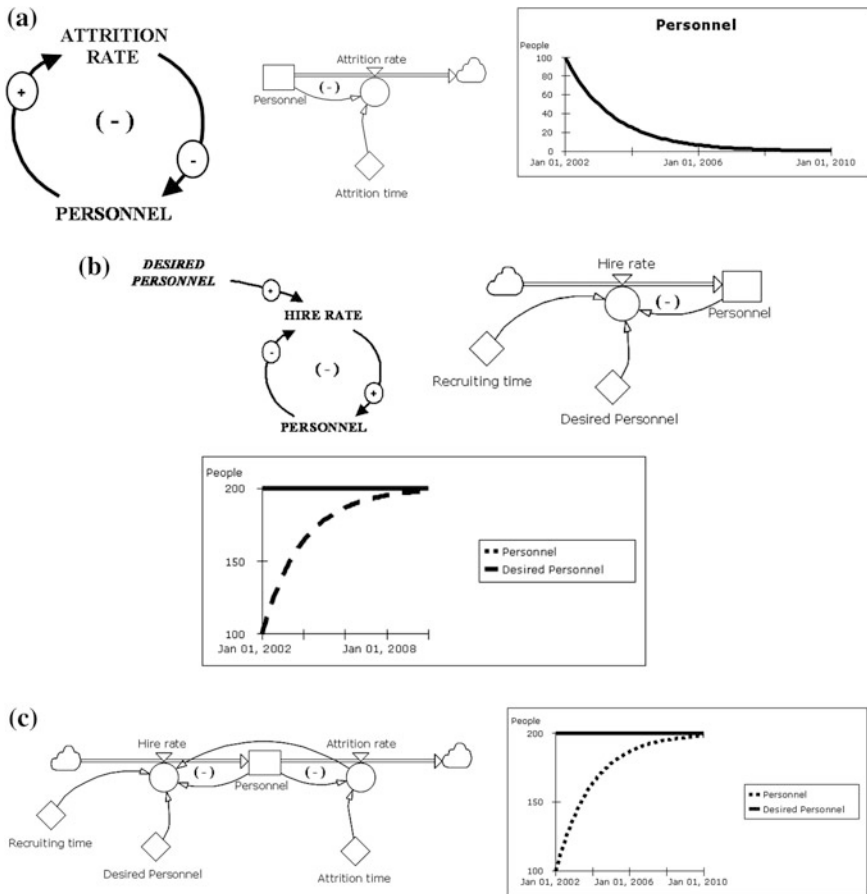 (a)
ATTRITION
RATE
+
(-)
-
PERSONNEL
Attrition rate
(-)
Personnel
Attrition time
Personnel
People
100
80
60
40
20
0
Jan 01, 2002
Jan 01, 2006
Jan 01, 2010
(b)
DESIRED
PERSONNEL
+
HIRE RATE
-
(-)
+
PERSONNEL
Hire rate
(-)
Personnel
Recruiting time
Desired Personnel
People
200
150
100
Jan 01, 2002
Jan 01, 2008
Personnel
Desired Personnel
(c)
Hire rate
Attrition rate
(-)
(-)
Personnel
Recruiting time
Desired Personnel
Attrition time
People
200
150
100
Jan 01, 2002
Jan 01, 2006
Jan 01, 2010
Personnel
Desired Personnel